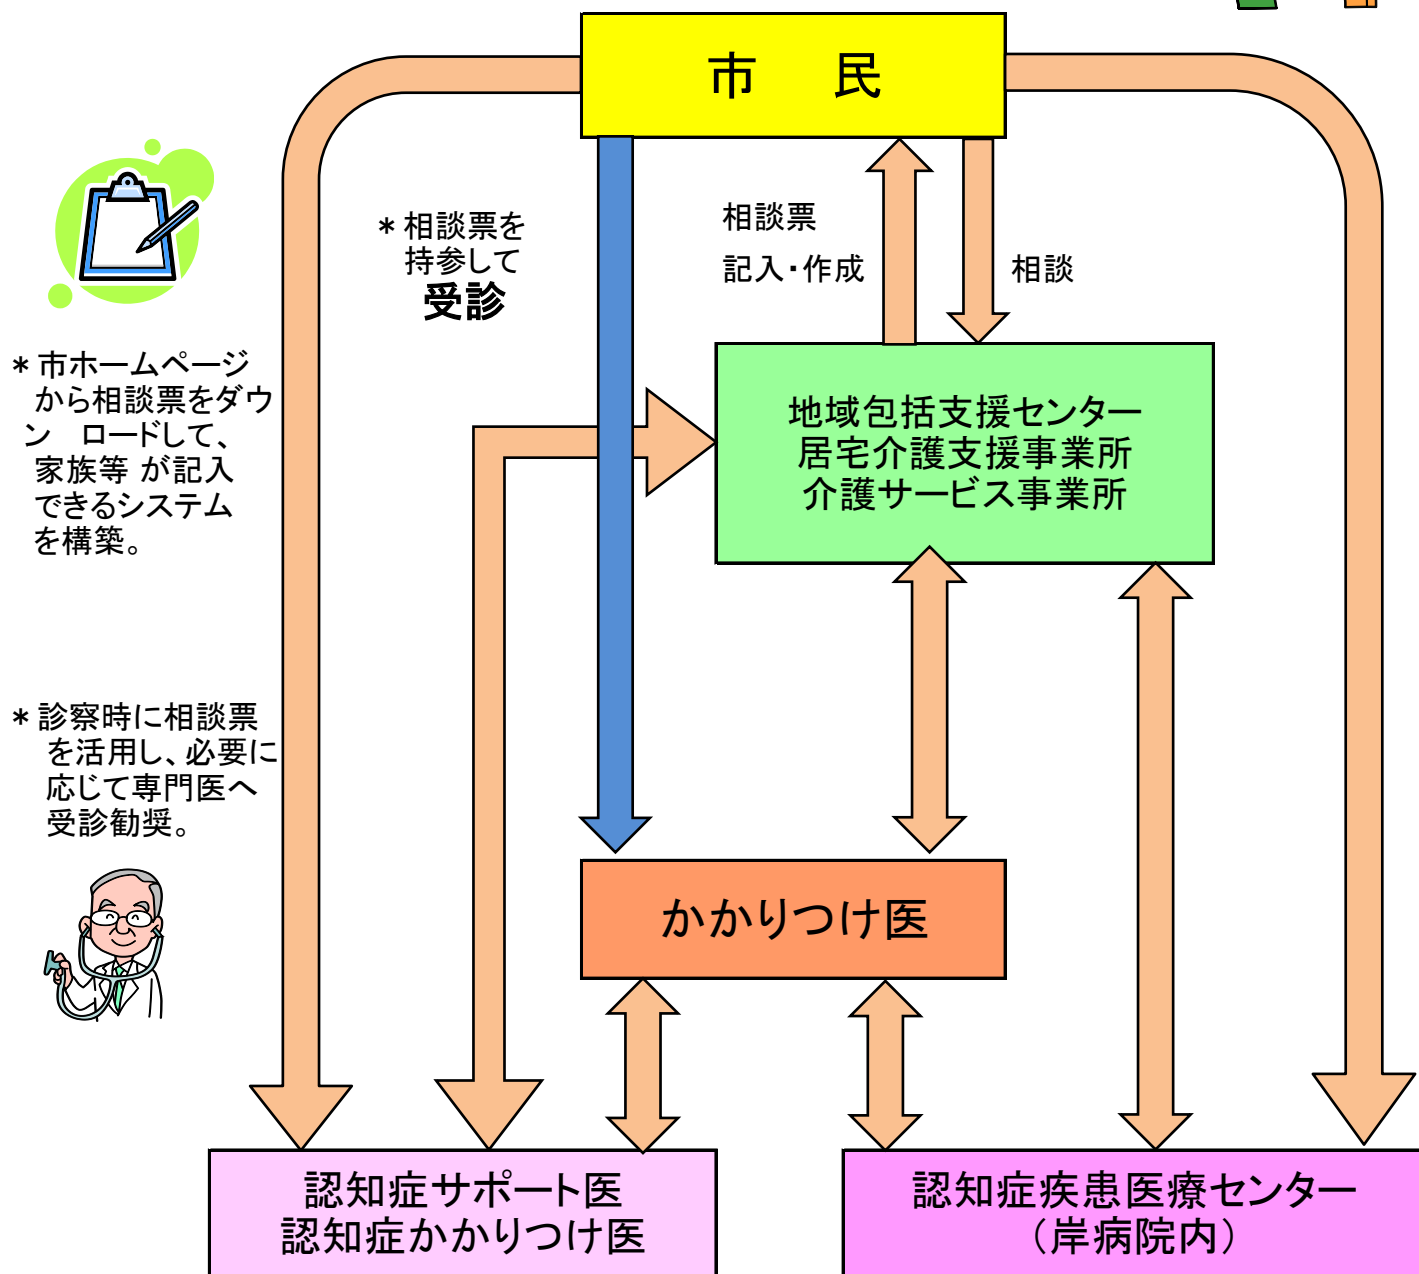 市 民
*相談票を
持参して
受診
相談票
記入・作成
相談
*市ホームページ
から相談票をダウ
ン ロードして、
家族等 が記入
できるシステム
を構築。
地域包括支援センター
居宅介護支援事業所
介護サービス事業所
*診察時に相談票
を活用し、必要に
応じて専門医へ
受診勧奨。
かかりつけ医
認知症サポート医
認知症かかりつけ医
認知症疾患医療センター
（岸病院内）